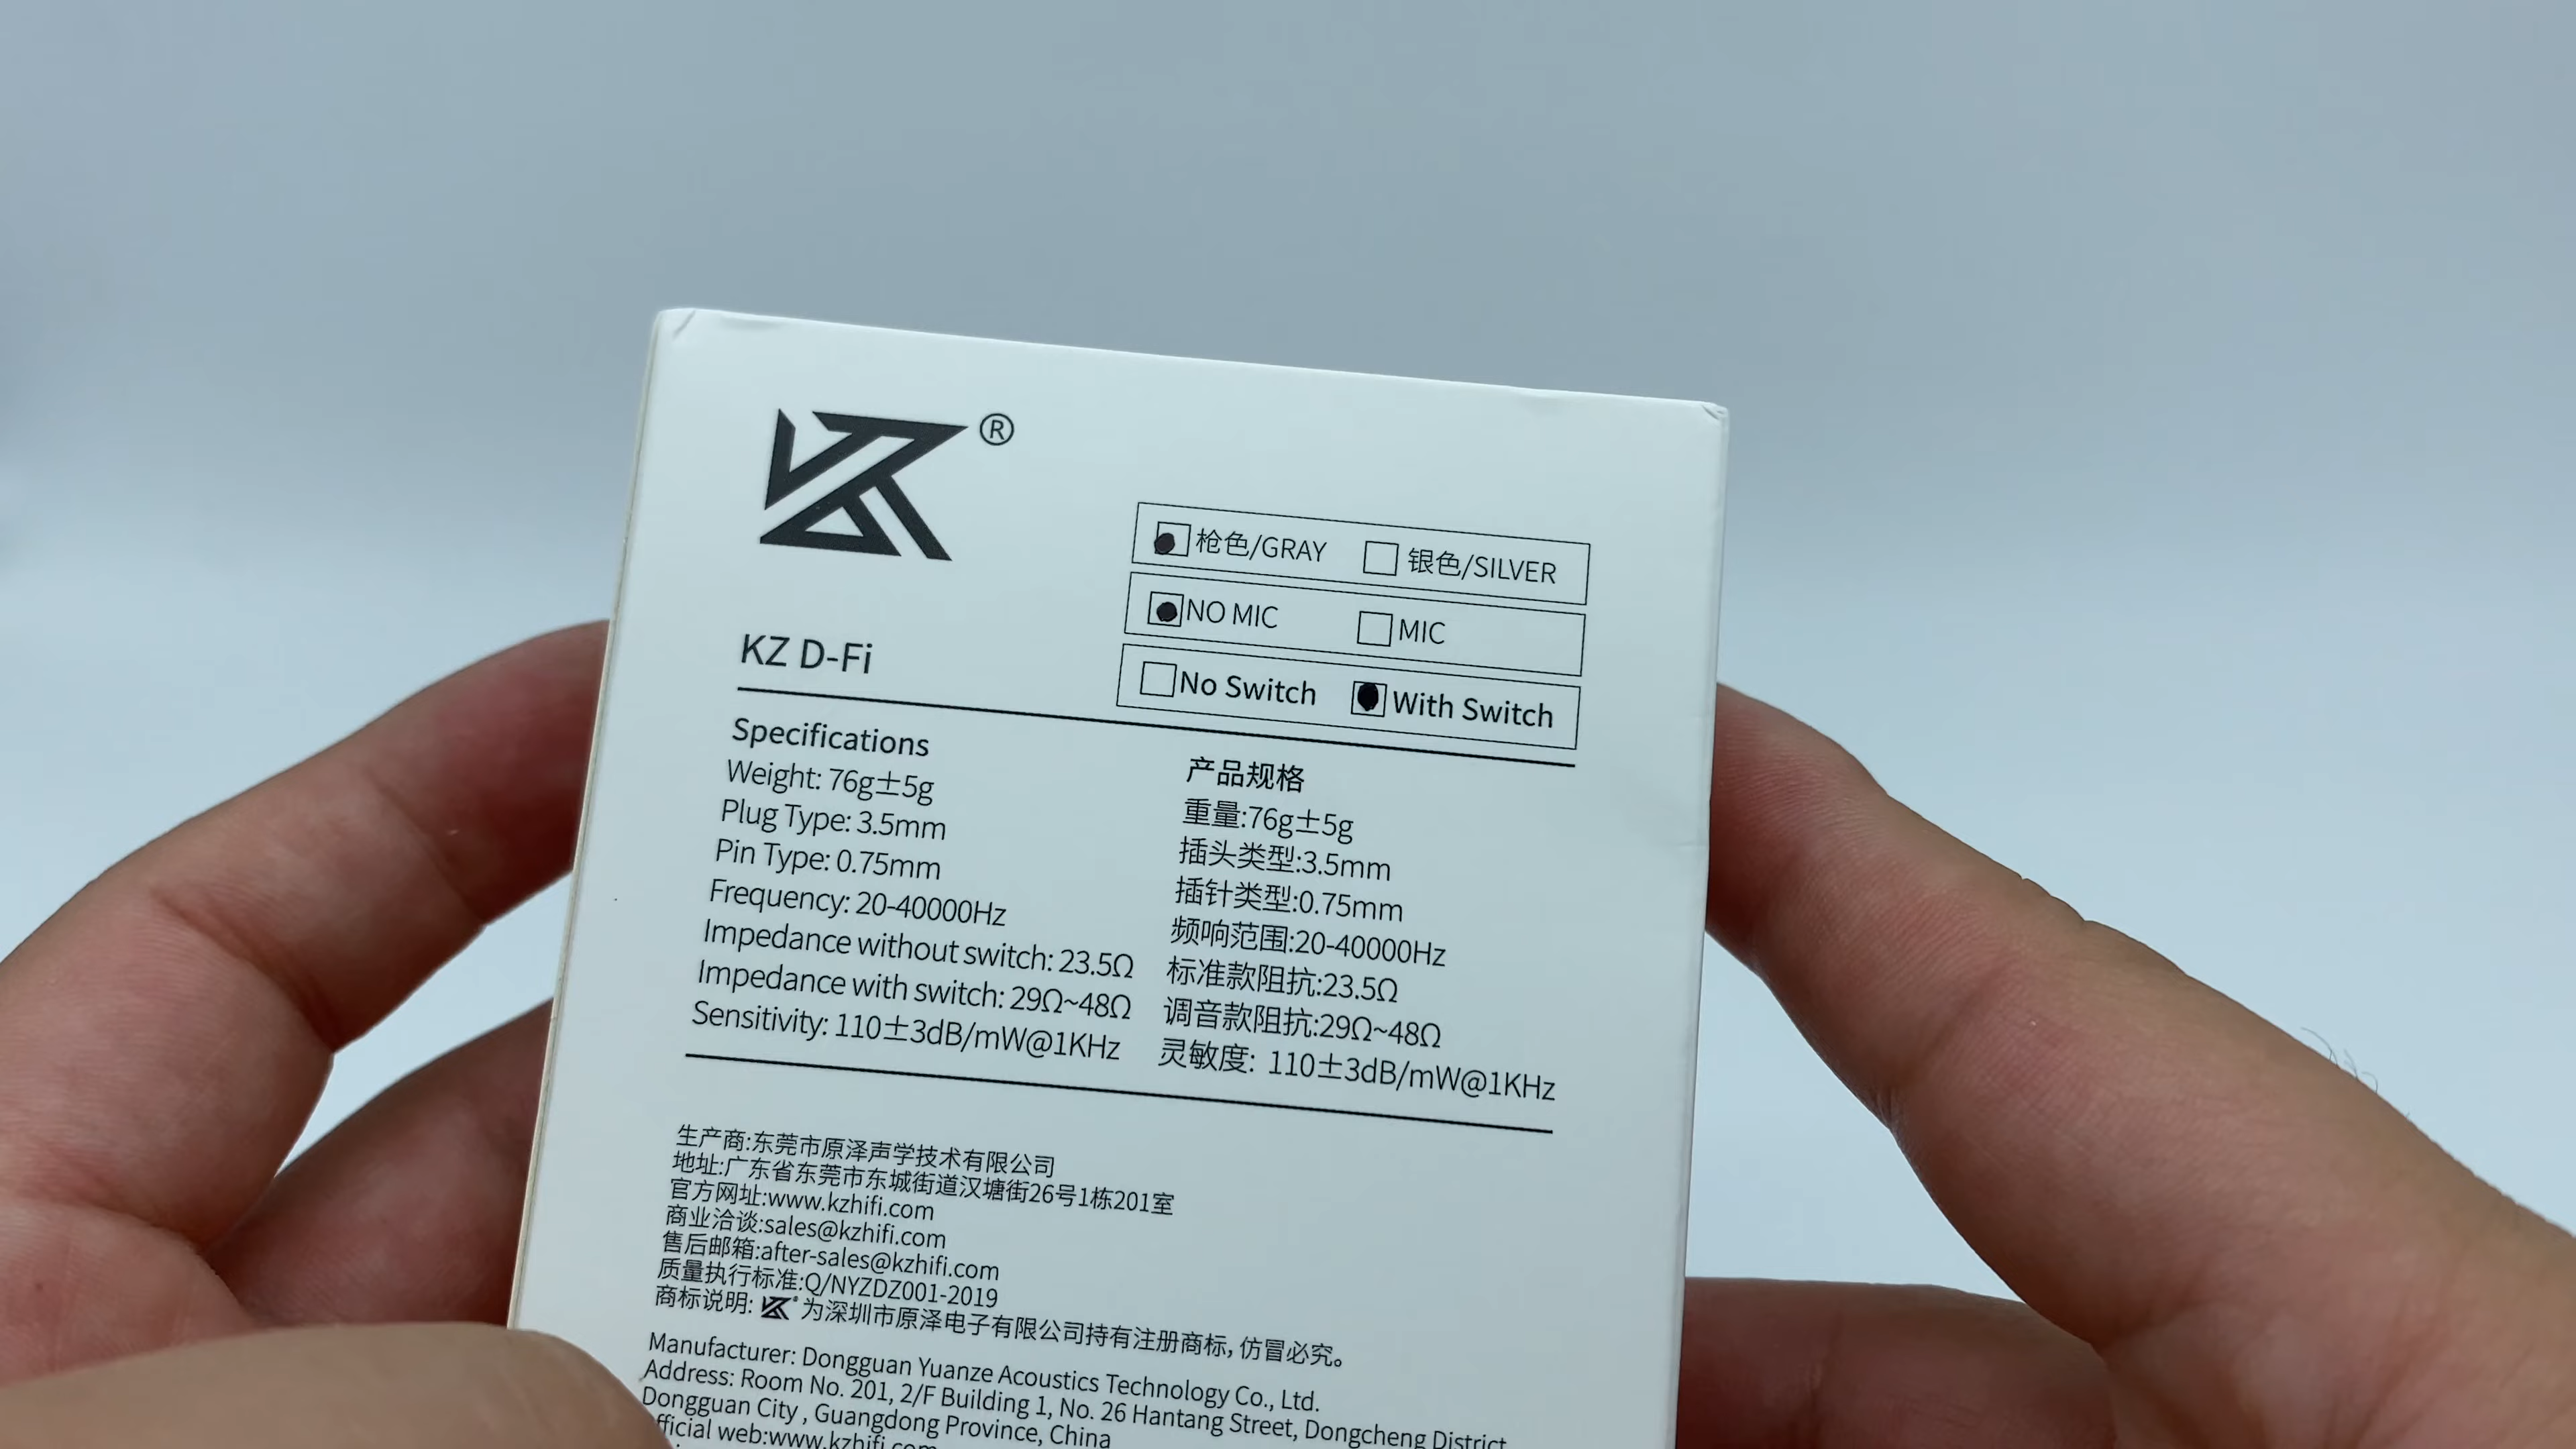 KZ ®
枪色/GRAY 银色/SILVER
NO MIC MIC
No Switch With Switch
KZ D-Fi
Specifications
Weight: 76g±5g
Plug Type: 3.5mm
Pin Type: 0.75mm
Frequency: 20-40000Hz
Impedance without switch: 23.5Ω
Impedance with switch: 29Ω~48Ω
Sensitivity: 110±3dB/mW@1KHz
产品规格
重量:76g±5g
插头类型:3.5mm
插针类型:0.75mm
频响范围:20-40000Hz
标准款阻抗:23.5Ω
调音款阻抗:29Ω~48Ω
灵敏度: 110±3dB/mW@1KHz
生产商:东莞市原泽声学技术有限公司
地址:广东省东莞市东城街道汉塘街26号1栋201室
官方网址:www.kzhifi.com
商业洽谈:sales@kzhifi.com
售后邮箱:after-sales@kzhifi.com
质量执行标准:Q/NYZDZ001-2019
商标说明: KZ® 为深圳市原泽电子有限公司持有注册商标, 仿冒必究。
Manufacturer: Dongguan Yuanze Acoustics Technology Co., Ltd.
Address: Room No. 201, 2/F Building 1, No. 26 Hantang Street, Dongcheng District
Dongguan City , Guangdong Province, China
fficial web:www.kzhifi.com